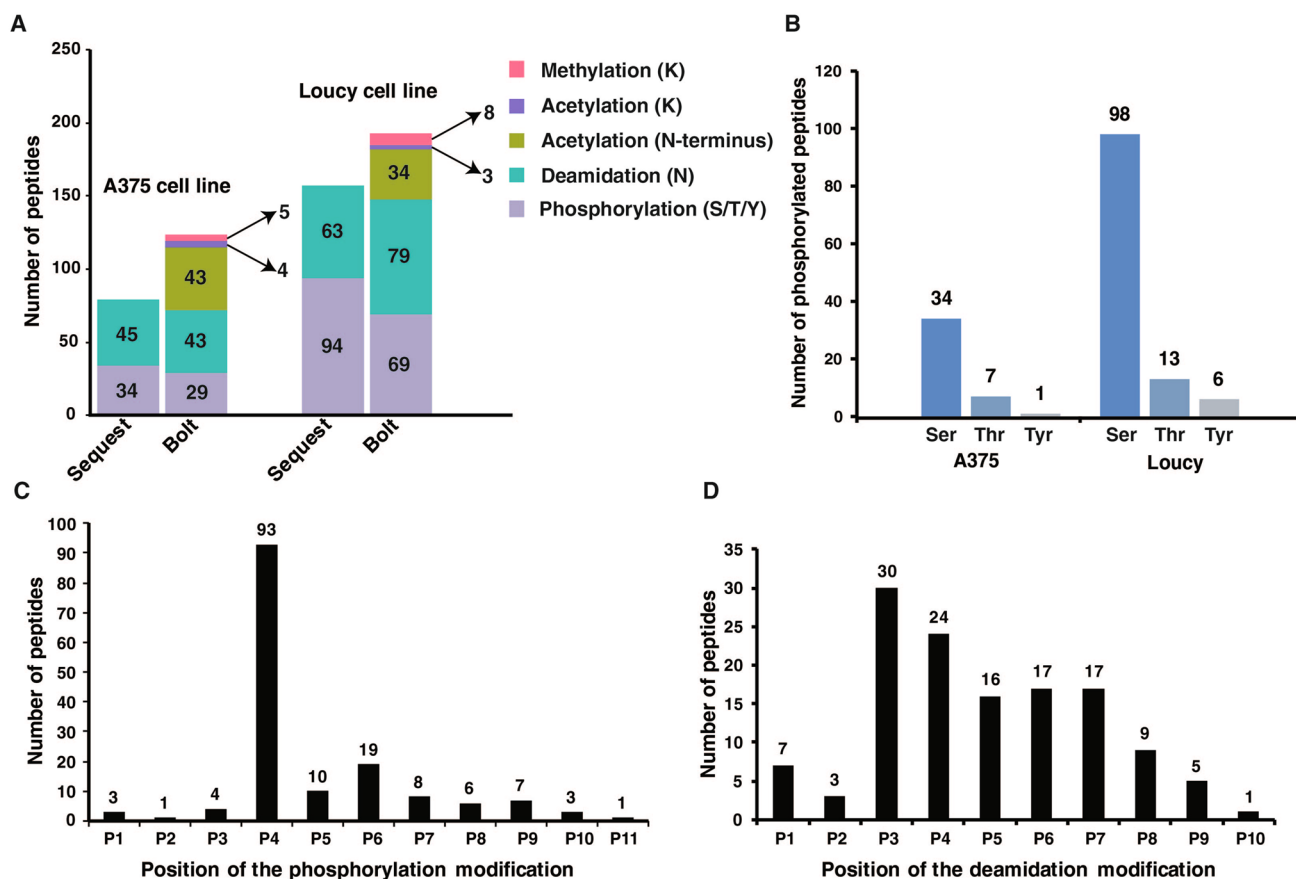 A
250
200
150
100
50
0
Number of peptides
A375 cell line
Loucy cell line
45
34
43
43
29
5
4
63
94
34
79
69
8
3
Sequest
Bolt
Sequest
Bolt
Methylation (K)
Acetylation (K)
Acetylation (N-terminus)
Deamidation (N)
Phosphorylation (S/T/Y)
B
120
100
80
60
40
20
0
Number of phosphorylated peptides
34
7
1
98
13
6
Ser Thr Tyr Ser Thr Tyr
A375 Loucy
C
100
90
80
70
60
50
40
30
20
10
0
Number of peptides
3 1 4 93 10 19 8 6 7 3 1
P1 P2 P3 P4 P5 P6 P7 P8 P9 P10 P11
Position of the phosphorylation modification
D
35
30
25
20
15
10
5
0
Number of peptides
7 3 30 24 16 17 17 9 5 1
P1 P2 P3 P4 P5 P6 P7 P8 P9 P10
Position of the deamidation modification